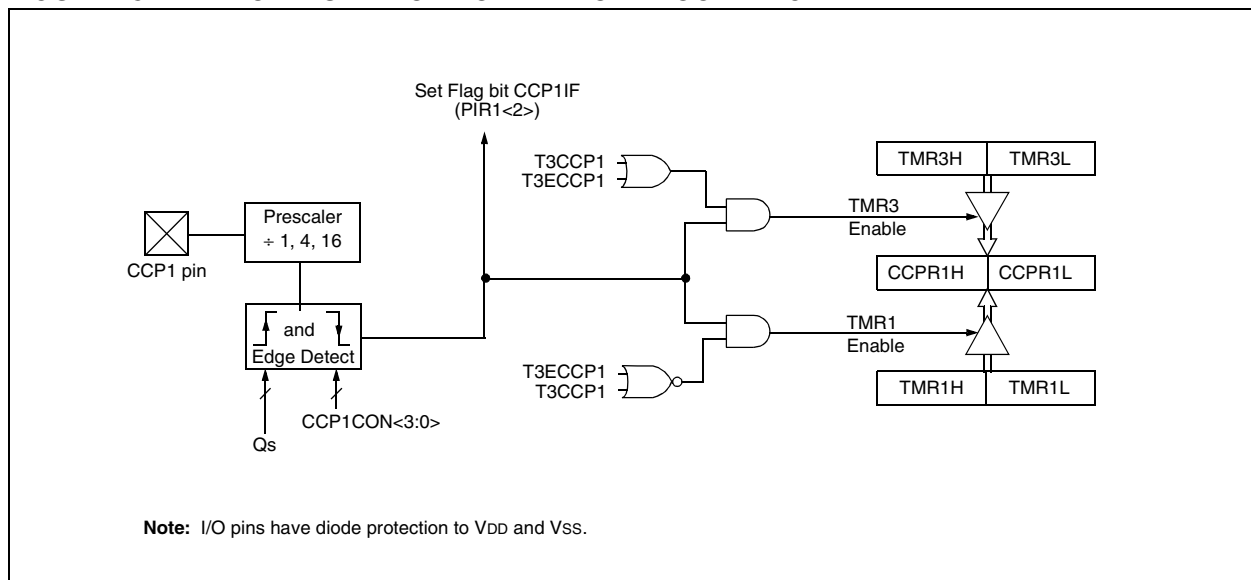 Set Flag bit CCP1IF
(PIR1<2>)
T3CCP1
T3ECCP1
TMR3H TMR3L
Prescaler
÷ 1, 4, 16
TMR3
Enable
CCP1 pin
CCPR1H CCPR1L
and
Edge Detect
TMR1
Enable
T3ECCP1
T3CCP1
TMR1H TMR1L
CCP1CON<3:0>
Qs
Note: I/O pins have diode protection to VDD and VSS.